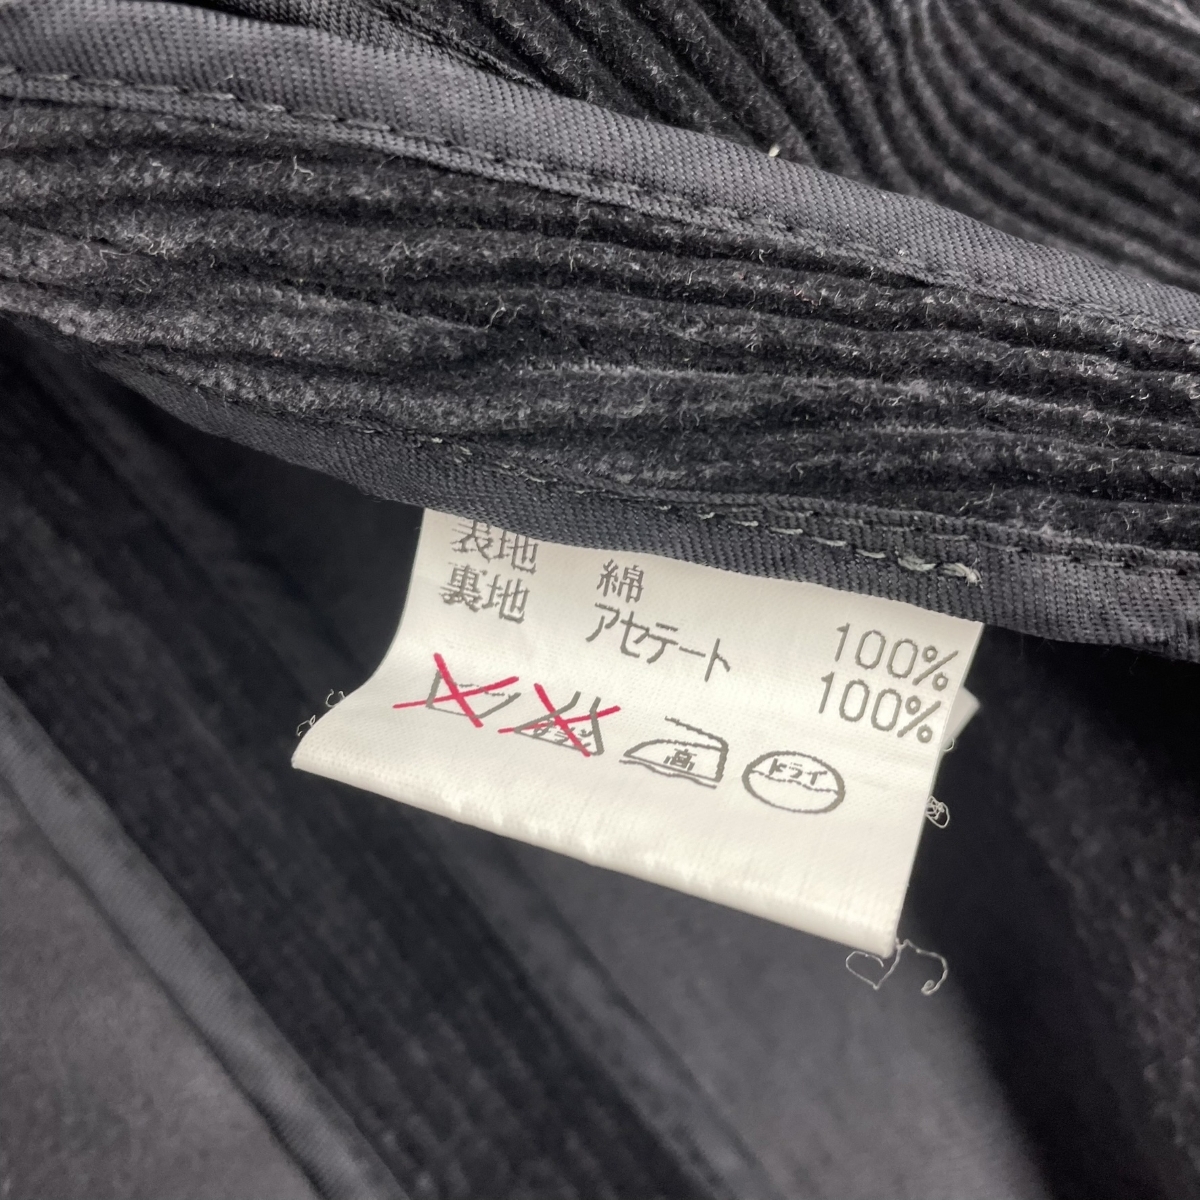 表地 綿 100%
裏地 アセテート 100%
高 ドライ